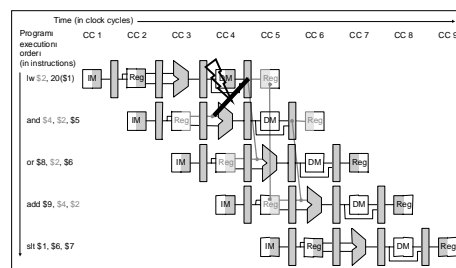 Time (in clock cycles)
Program
execution
order
(in instructions)
CC 1 CC 2 CC 3 CC 4 CC 5 CC 6 CC 7 CC 8 CC 9
lw $2, 20($1) IM Reg DM Reg
and $4, $2, $5 IM Reg DM Reg
or $8, $2, $6 IM Reg DM Reg
add $9, $4, $2 IM Reg DM Reg
slt $1, $6, $7 IM Reg DM Reg